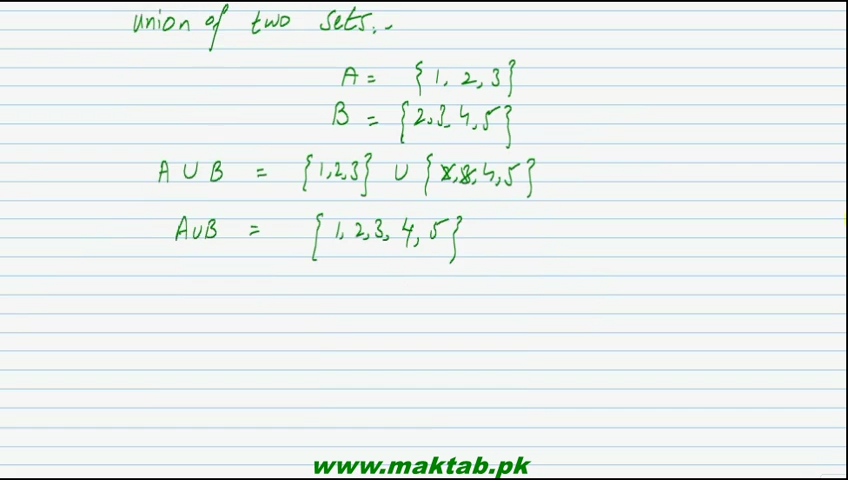 union of two sets..
A = {1, 2, 3}
B = {2,3,4,5}
A ∪ B = {1,2,3} ∪ {2,3,4,5}
A∪B = {1,2,3,4,5}
www.maktab.pk